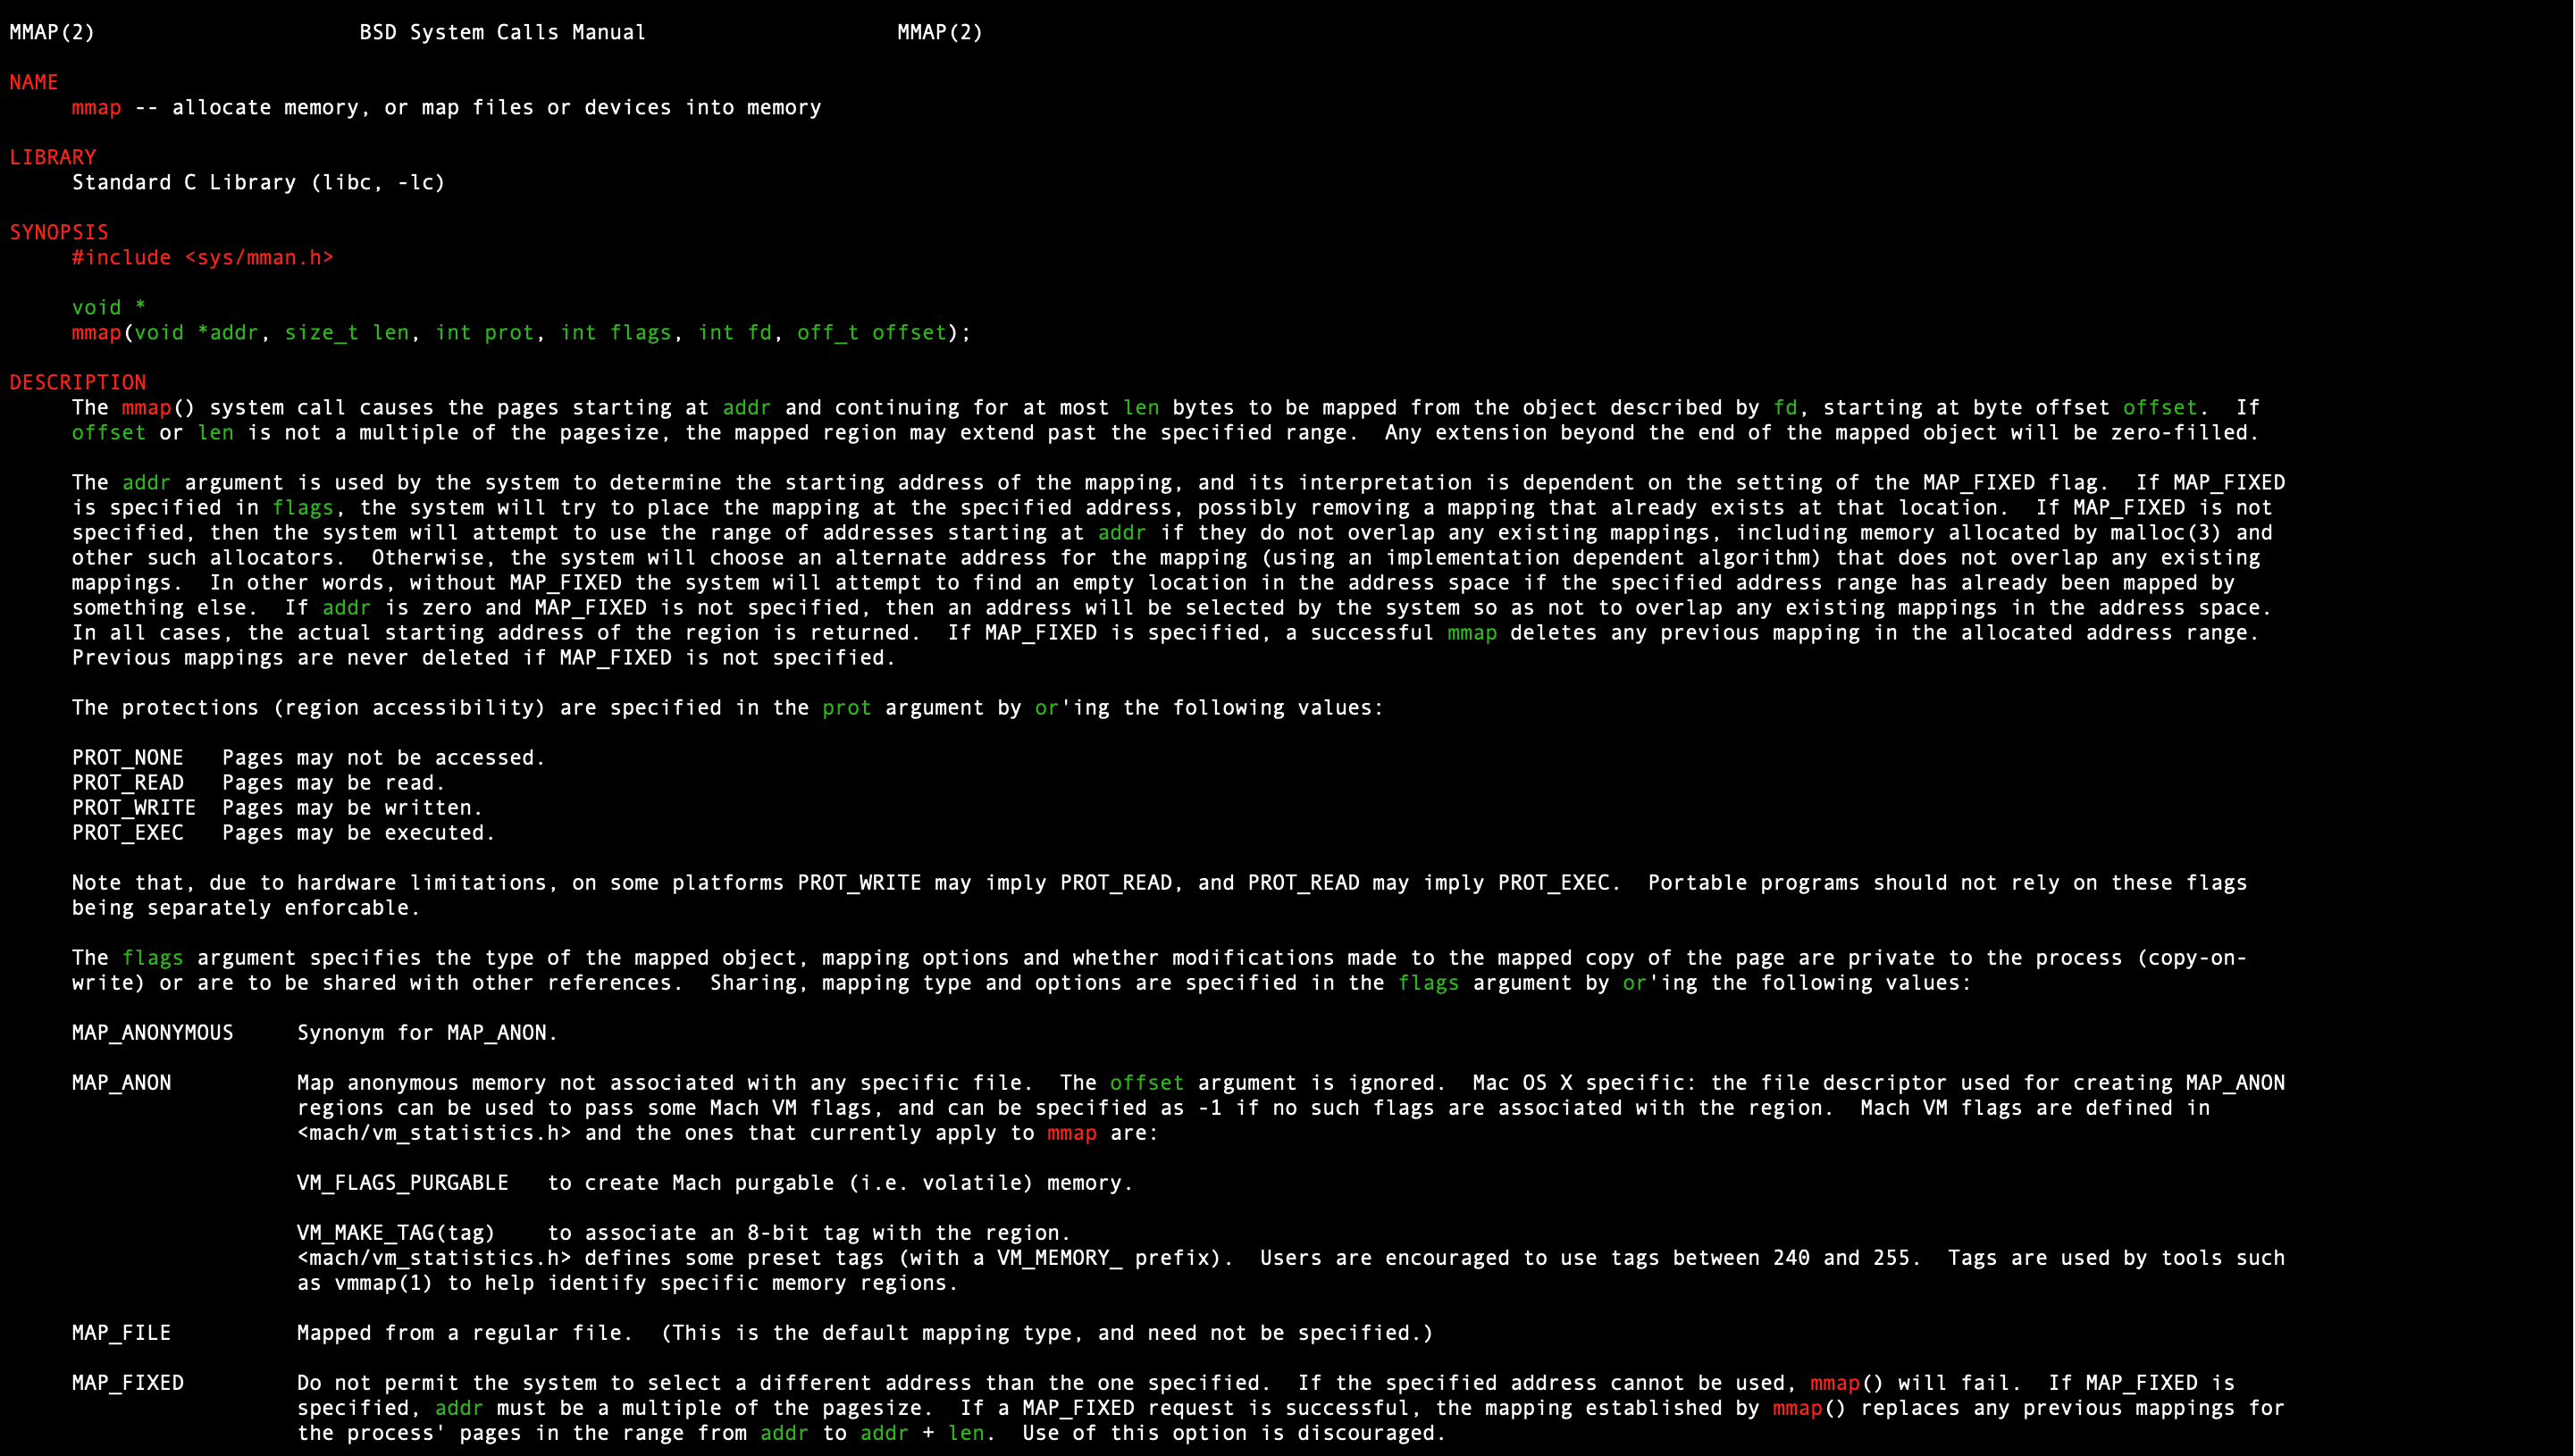 MMAP(2)                     BSD System Calls Manual                    MMAP(2)
NAME
mmap -- allocate memory, or map files or devices into memory
LIBRARY
Standard C Library (libc, -lc)
SYNOPSIS
#include <sys/mman.h>
void *
mmap(void *addr, size_t len, int prot, int flags, int fd, off_t offset);
DESCRIPTION
The mmap() system call causes the pages starting at addr and continuing for at most len bytes to be mapped from the object described by fd, starting at byte offset offset.  If
offset or len is not a multiple of the pagesize, the mapped region may extend past the specified range.  Any extension beyond the end of the mapped object will be zero-filled.
The addr argument is used by the system to determine the starting address of the mapping, and its interpretation is dependent on the setting of the MAP_FIXED flag.  If MAP_FIXED
is specified in flags, the system will try to place the mapping at the specified address, possibly removing a mapping that already exists at that location.  If MAP_FIXED is not
specified, then the system will attempt to use the range of addresses starting at addr if they do not overlap any existing mappings, including memory allocated by malloc(3) and
other such allocators.  Otherwise, the system will choose an alternate address for the mapping (using an implementation dependent algorithm) that does not overlap any existing
mappings.  In other words, without MAP_FIXED the system will attempt to find an empty location in the address space if the specified address range has already been mapped by
something else.  If addr is zero and MAP_FIXED is not specified, then an address will be selected by the system so as not to overlap any existing mappings in the address space.
In all cases, the actual starting address of the region is returned.  If MAP_FIXED is specified, a successful mmap deletes any previous mapping in the allocated address range.
Previous mappings are never deleted if MAP_FIXED is not specified.
The protections (region accessibility) are specified in the prot argument by or'ing the following values:
PROT_NONE   Pages may not be accessed.
PROT_READ   Pages may be read.
PROT_WRITE  Pages may be written.
PROT_EXEC   Pages may be executed.
Note that, due to hardware limitations, on some platforms PROT_WRITE may imply PROT_READ, and PROT_READ may imply PROT_EXEC.  Portable programs should not rely on these flags
being separately enforcable.
The flags argument specifies the type of the mapped object, mapping options and whether modifications made to the mapped copy of the page are private to the process (copy-on-
write) or are to be shared with other references.  Sharing, mapping type and options are specified in the flags argument by or'ing the following values:
MAP_ANONYMOUS     Synonym for MAP_ANON.
MAP_ANON          Map anonymous memory not associated with any specific file.  The offset argument is ignored.  Mac OS X specific: the file descriptor used for creating MAP_ANON
regions can be used to pass some Mach VM flags, and can be specified as -1 if no such flags are associated with the region.  Mach VM flags are defined in
<mach/vm_statistics.h> and the ones that currently apply to mmap are:
VM_FLAGS_PURGABLE   to create Mach purgable (i.e. volatile) memory.
VM_MAKE_TAG(tag)    to associate an 8-bit tag with the region.
<mach/vm_statistics.h> defines some preset tags (with a VM_MEMORY_ prefix).  Users are encouraged to use tags between 240 and 255.  Tags are used by tools such
as vmmap(1) to help identify specific memory regions.
MAP_FILE          Mapped from a regular file.  (This is the default mapping type, and need not be specified.)
MAP_FIXED         Do not permit the system to select a different address than the one specified.  If the specified address cannot be used, mmap() will fail.  If MAP_FIXED is
specified, addr must be a multiple of the pagesize.  If a MAP_FIXED request is successful, the mapping established by mmap() replaces any previous mappings for
the process' pages in the range from addr to addr + len.  Use of this option is discouraged.